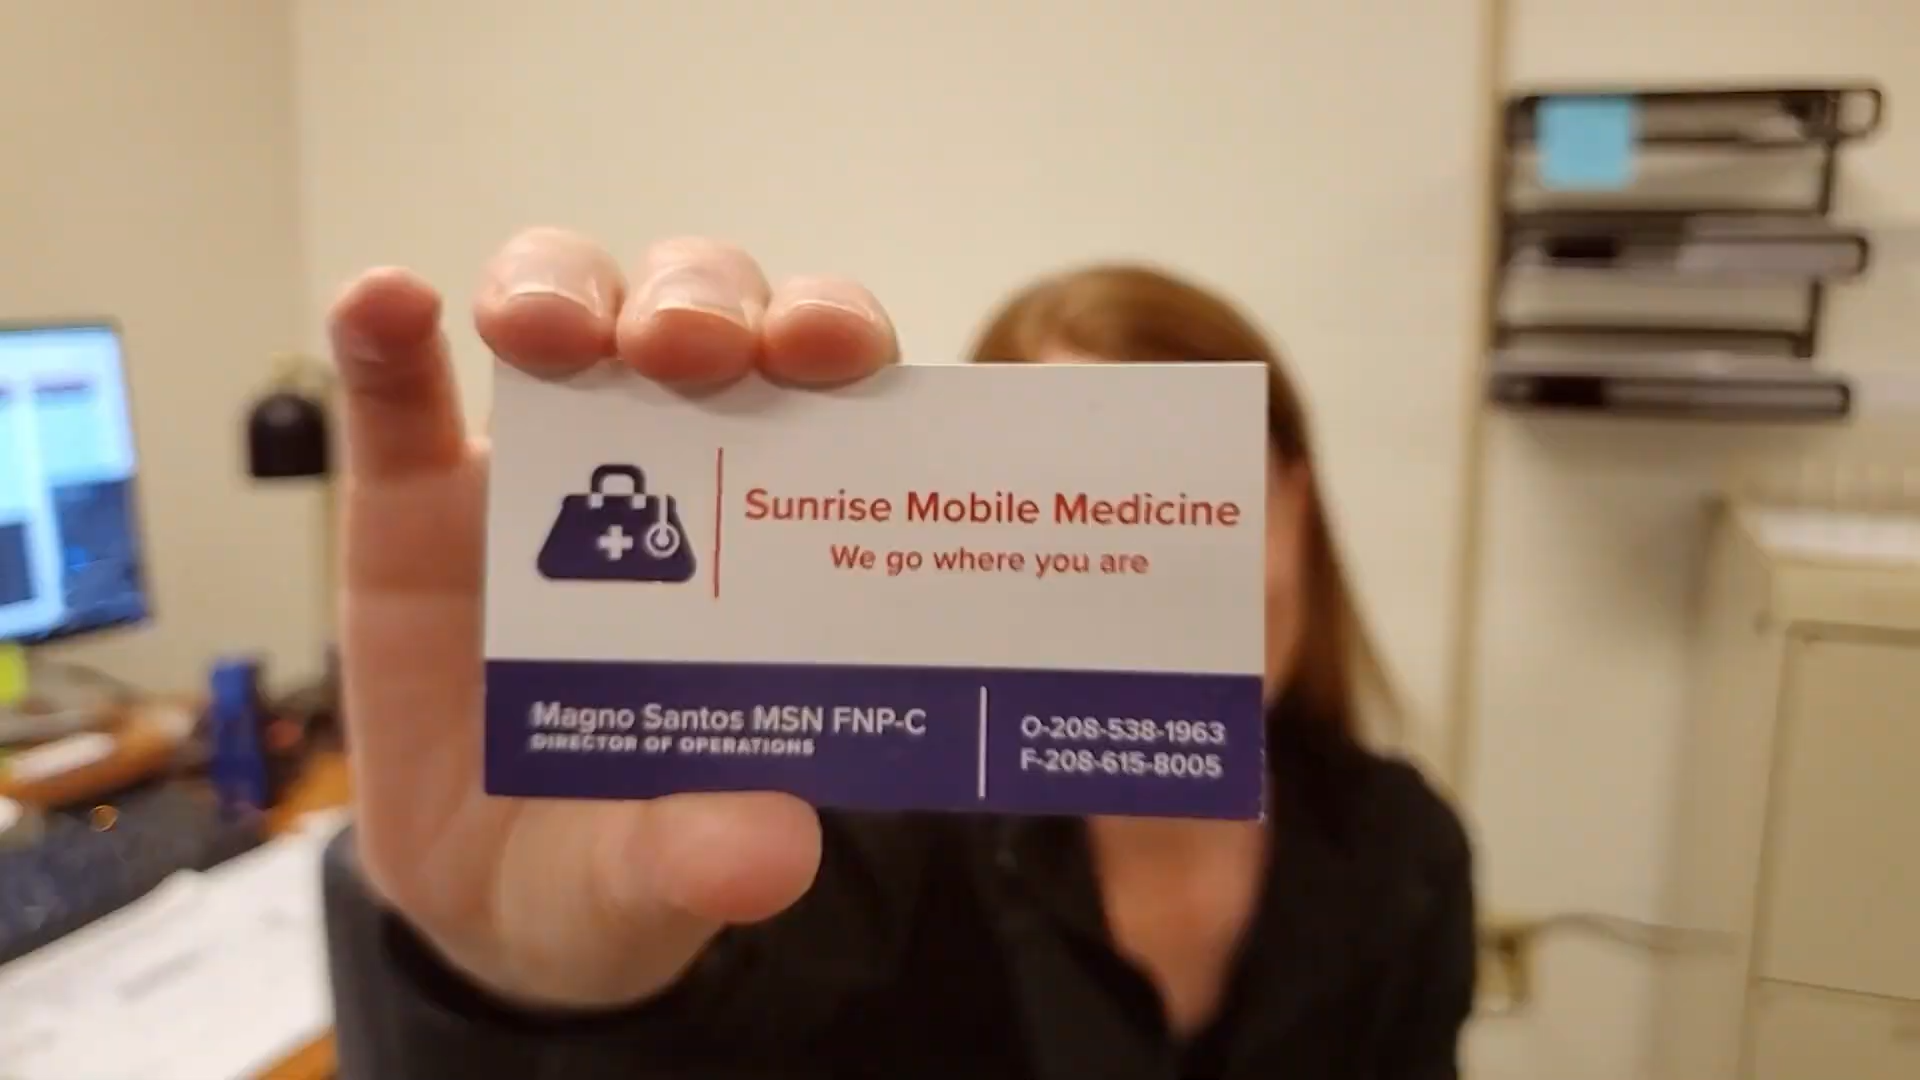 Sunrise Mobile Medicine
We go where you are
Magno Santos MSN FNP-C
DIRECTOR OF OPERATIONS
O-208-538-1963
F-208-615-8005